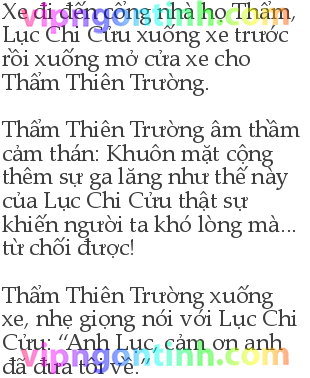 Xe đi đến cổng nhà họ Thẩm,
vipngontinh.com
Lục Chi Cửu xuống xe trước
rồi xuống mở cửa xe cho
Thẩm Thiên Trường.
Thẩm Thiên Trường âm thầm
cảm thán: Khuôn mặt cộng
thêm sự ga lăng như thế này
của Lục Chi Cửu thật sự
khiến người ta khó lòng mà...
từ chối được!
Thẩm Thiên Trường xuống
xe, nhẹ giọng nói với Lục Chi
Cửu: “Anh Lục, cảm ơn anh
vipngontinh.com
đã đưa tôi về.”